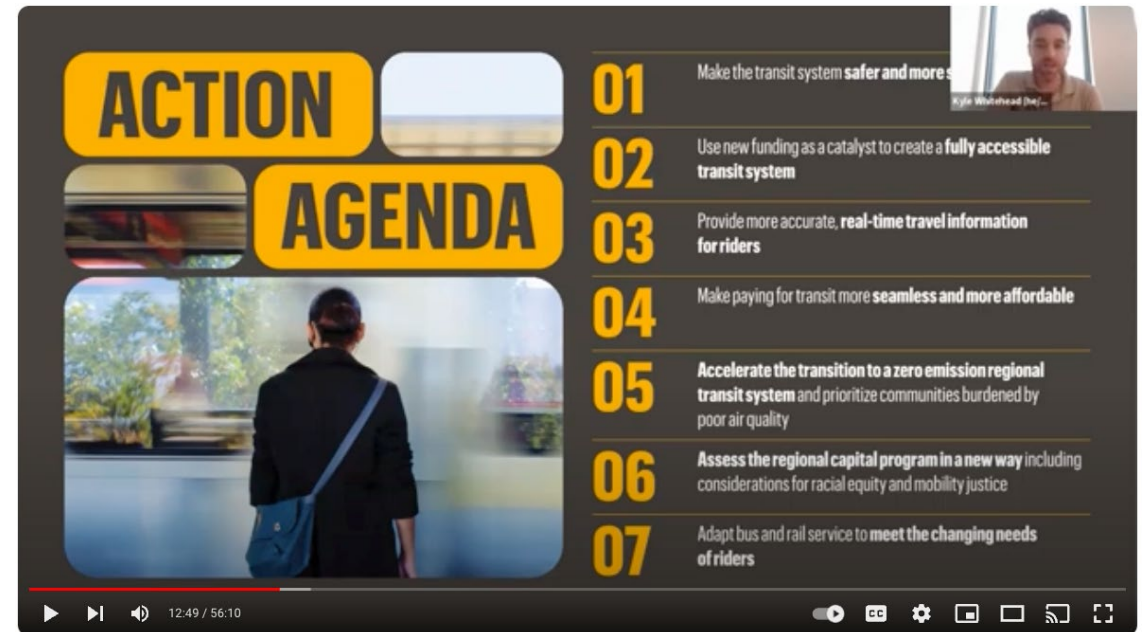 ACTION
AGENDA
01
Make the transit system safer and more
Kyle Whitehead (he/...
02
Use new funding as a catalyst to create a fully accessible
transit system
03
Provide more accurate, real-time travel information
for riders
04
Make paying for transit more seamless and more affordable
05
Accelerate the transition to a zero emission regional
transit system and prioritize communities burdened by
poor air quality
06
Assess the regional capital program in a new way including
considerations for racial equity and mobility justice
07
Adapt bus and rail service to meet the changing needs
of riders
12:49 / 56:10
CC